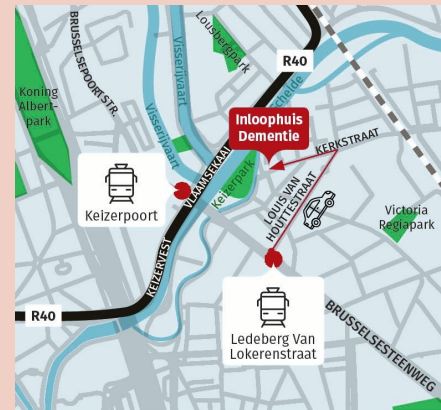 BRUSSELSEPOORTSTR.
Lousbergpark
Visserijvaart
R40
Koning
Albert-
park
Schelde
Inloophuis
Dementie
KERKSTRAAT
Visserijvaart
VLAAMSEKAAI
Keizerpark
LOUIS VAN
HOUTTESTRAAT
Keizerpoort
Victoria
Regiapark
KEIZERVEST
R40
Ledeberg Van
Lokerenstraat
BRUSSELSESTEENWEG